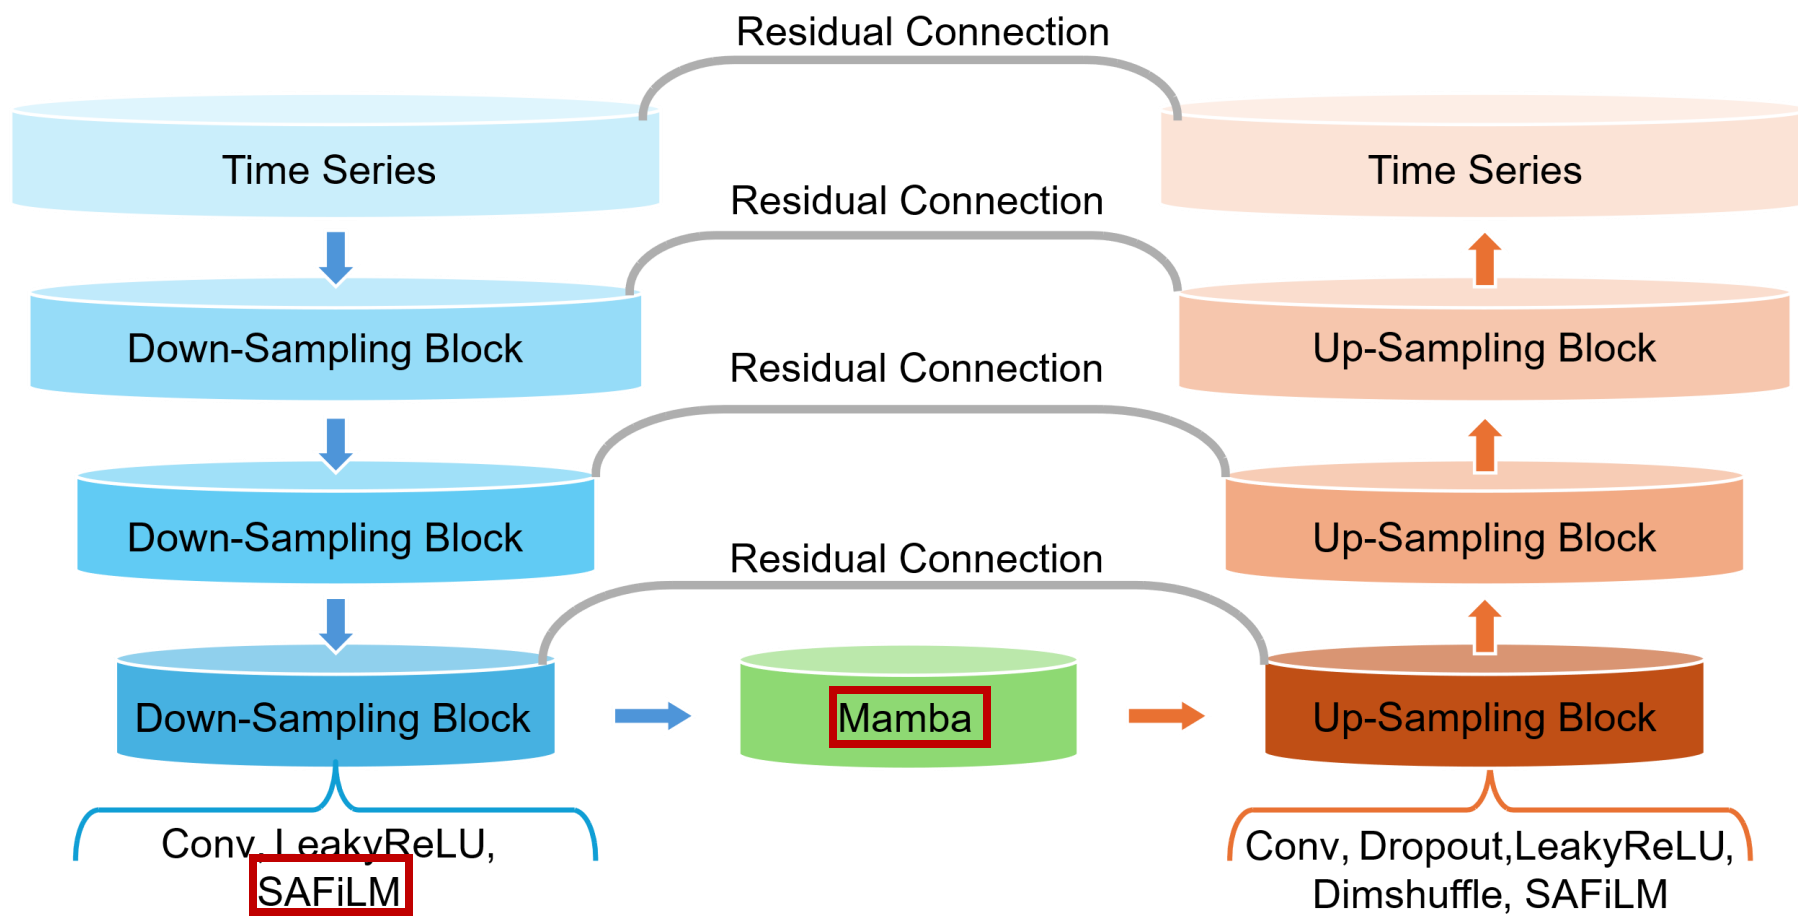 Residual Connection
Time Series
Time Series
Residual Connection
Down-Sampling Block
Residual Connection
Up-Sampling Block
Down-Sampling Block
Residual Connection
Up-Sampling Block
Down-Sampling Block
Mamba
Up-Sampling Block
Conv, LeakyReLU,
SAFiLM
Conv, Dropout,LeakyReLU,
Dimshuffle, SAFiLM